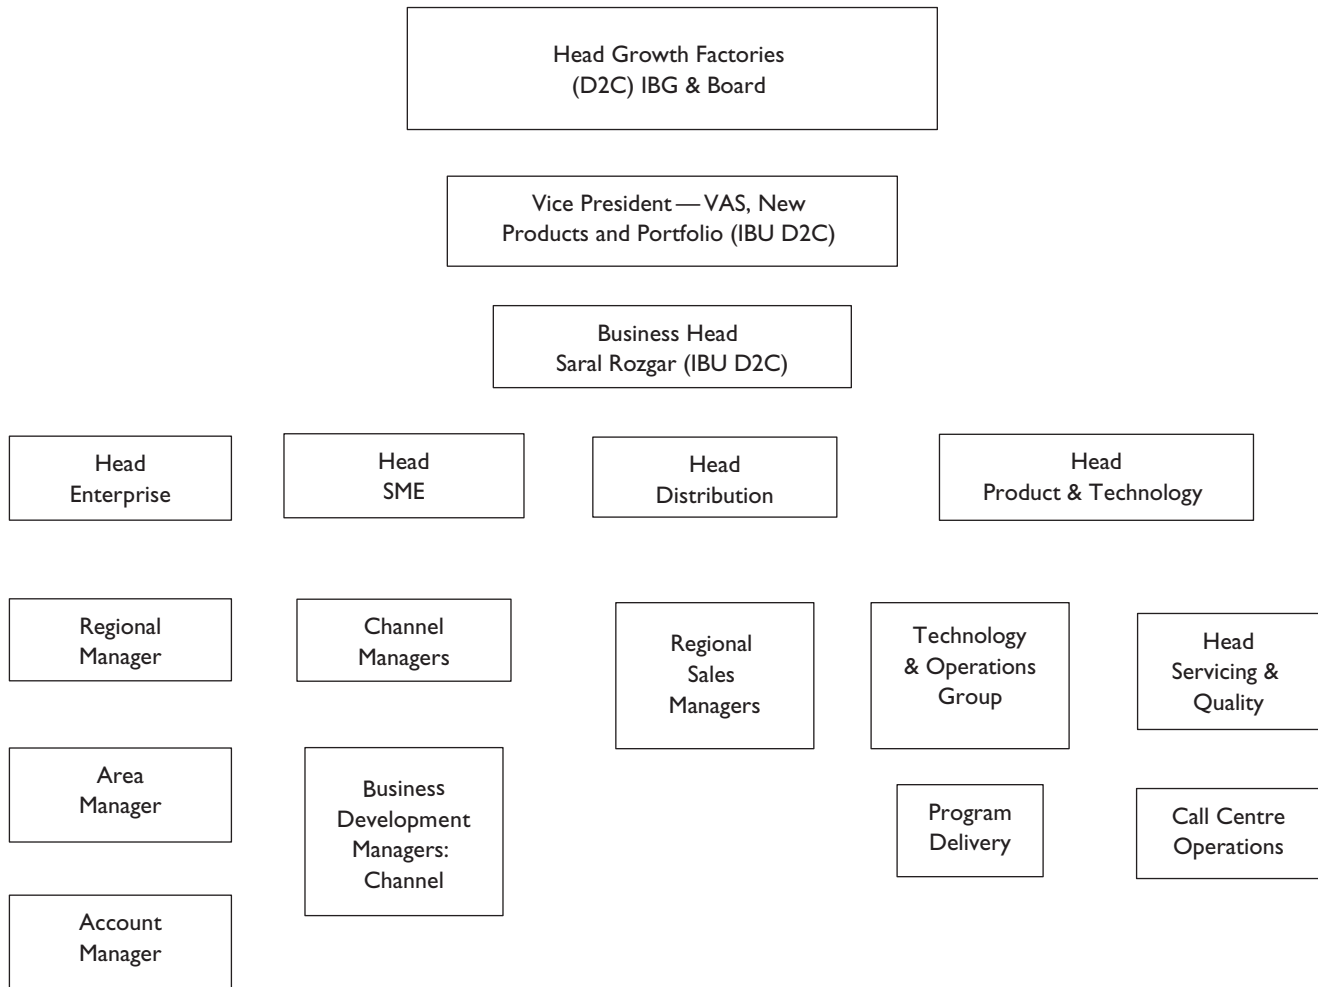 Head Growth Factories
(D2C) IBG & Board
Vice President — VAS, New
Products and Portfolio (IBU D2C)
Business Head
Saral Rozgar (IBU D2C)
Head
Enterprise
Head
SME
Head
Distribution
Head
Product & Technology
Regional
Manager
Channel
Managers
Regional
Sales
Managers
Technology
& Operations
Group
Head
Servicing &
Quality
Area
Manager
Business
Development
Managers:
Channel
Program
Delivery
Call Centre
Operations
Account
Manager